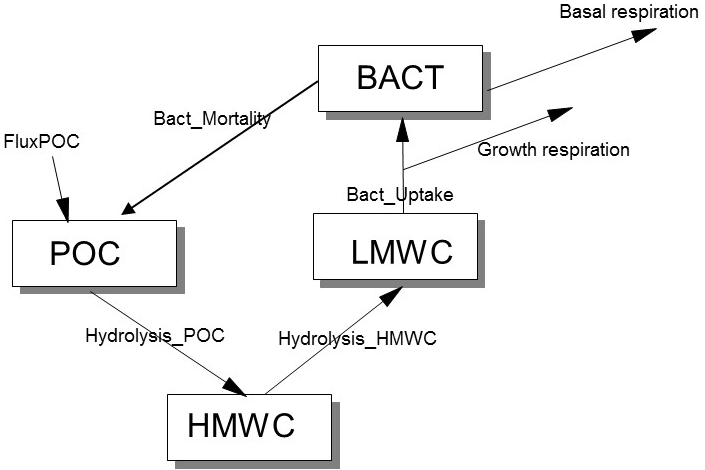 Basal respiration
BACT
Bact_Mortality
FluxPOC
Growth respiration
Bact_Uptake
POC
LMWC
Hydrolysis_POC
Hydrolysis_HMWC
HMWC